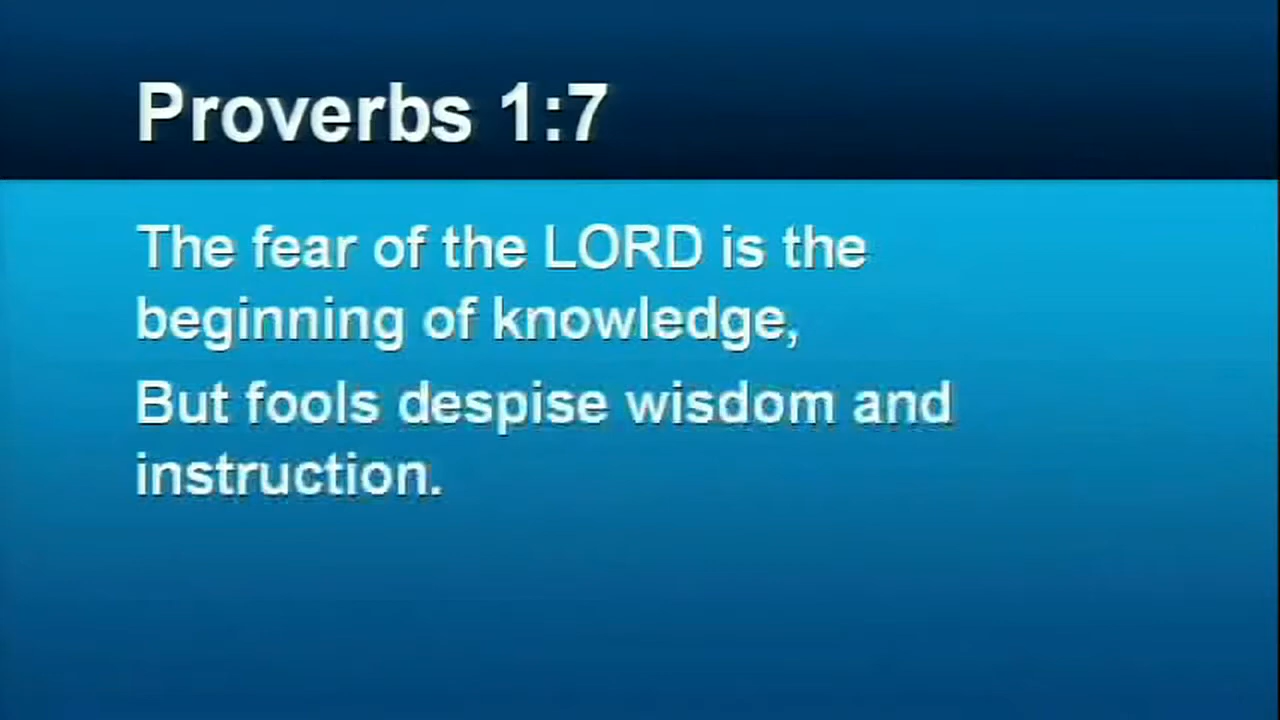 Proverbs 1:7
The fear of the LORD is the
beginning of knowledge,
But fools despise wisdom and
instruction.